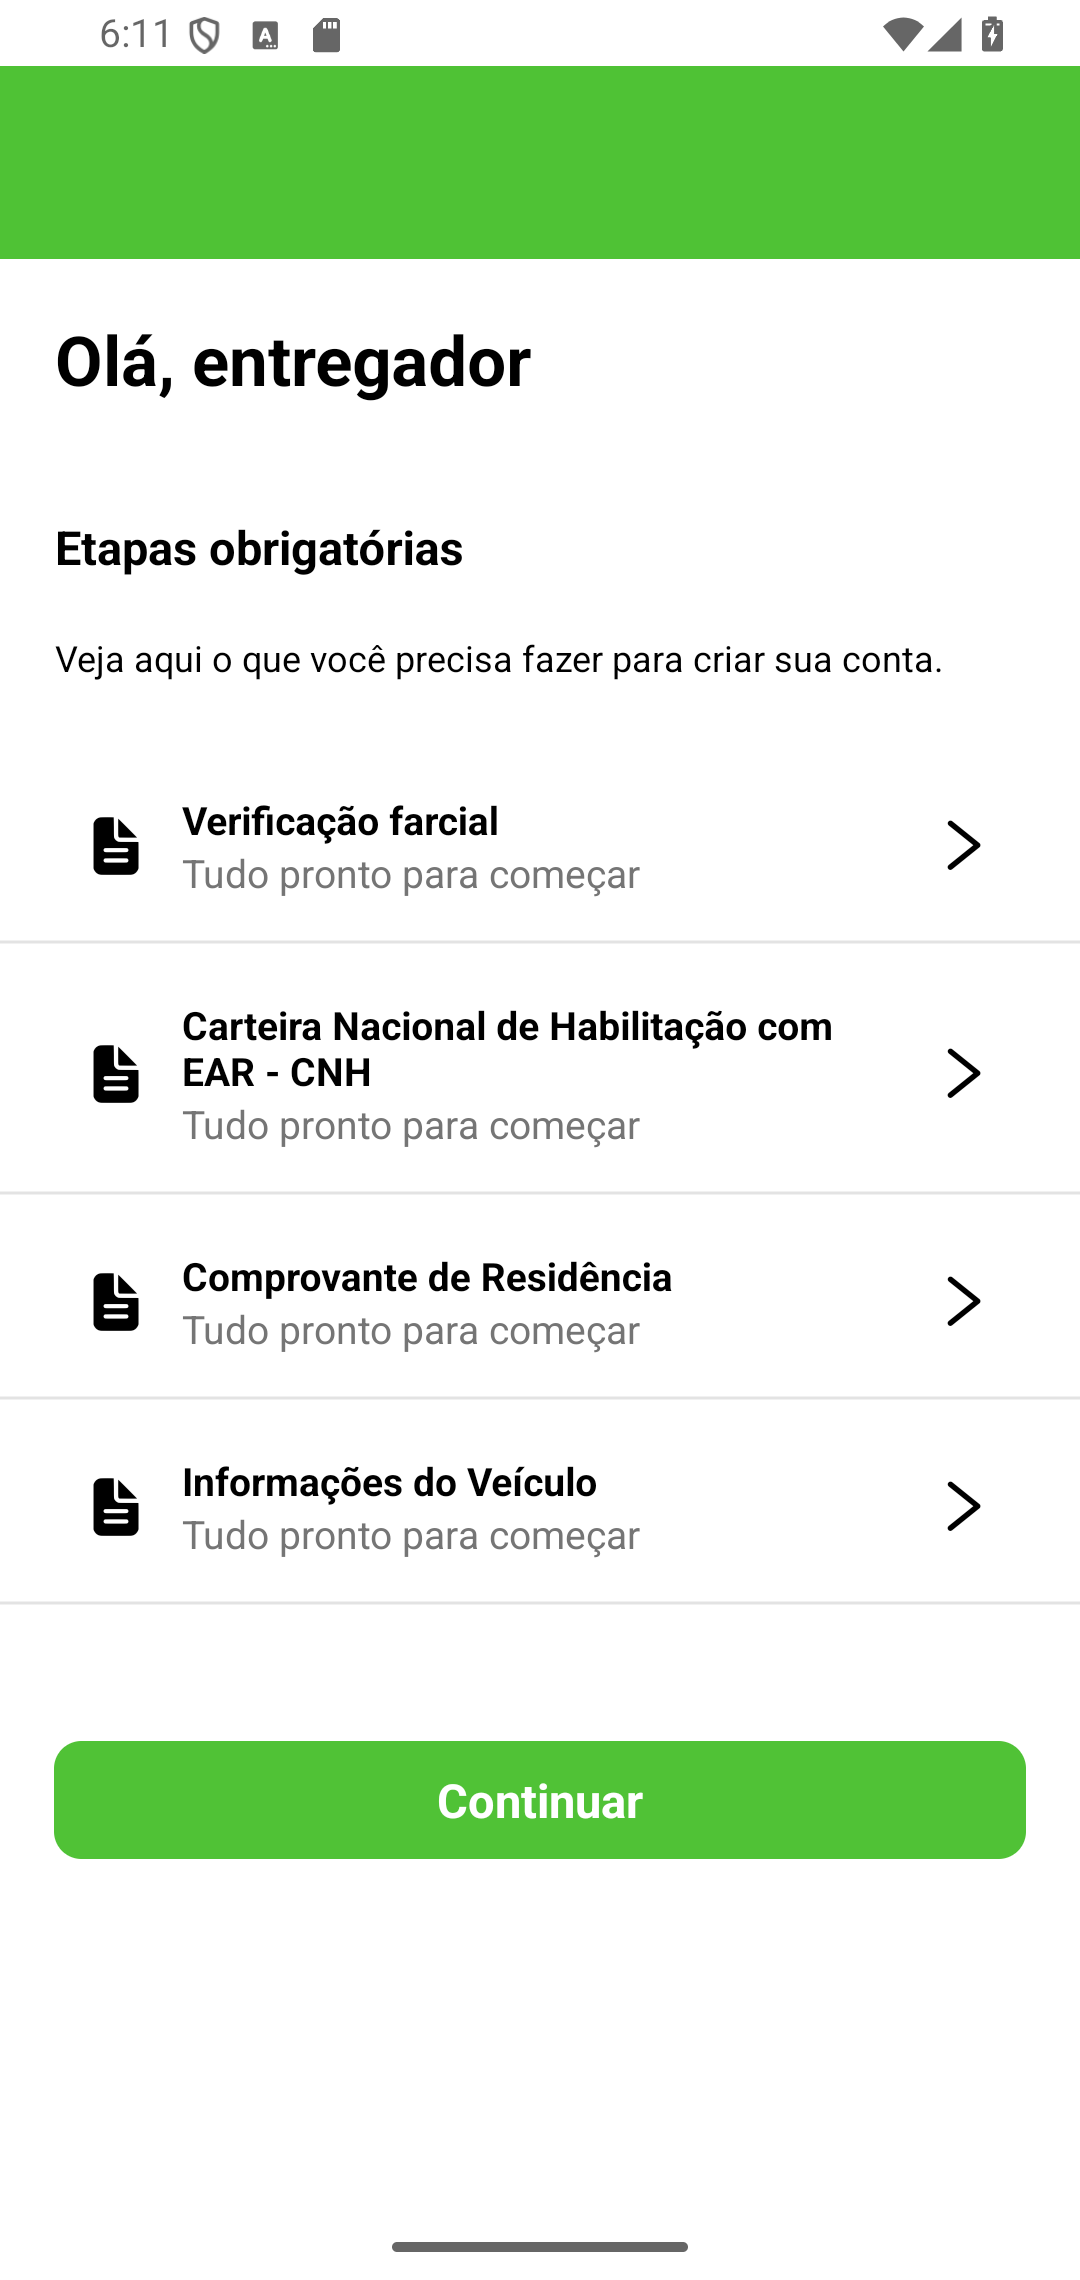 6:11
Olá, entregador
Etapas obrigatórias
Veja aqui o que você precisa fazer para criar sua conta.
Verificação farcial
Tudo pronto para começar
Carteira Nacional de Habilitação com
EAR - CNH
Tudo pronto para começar
Comprovante de Residência
Tudo pronto para começar
Informações do Veículo
Tudo pronto para começar
Continuar